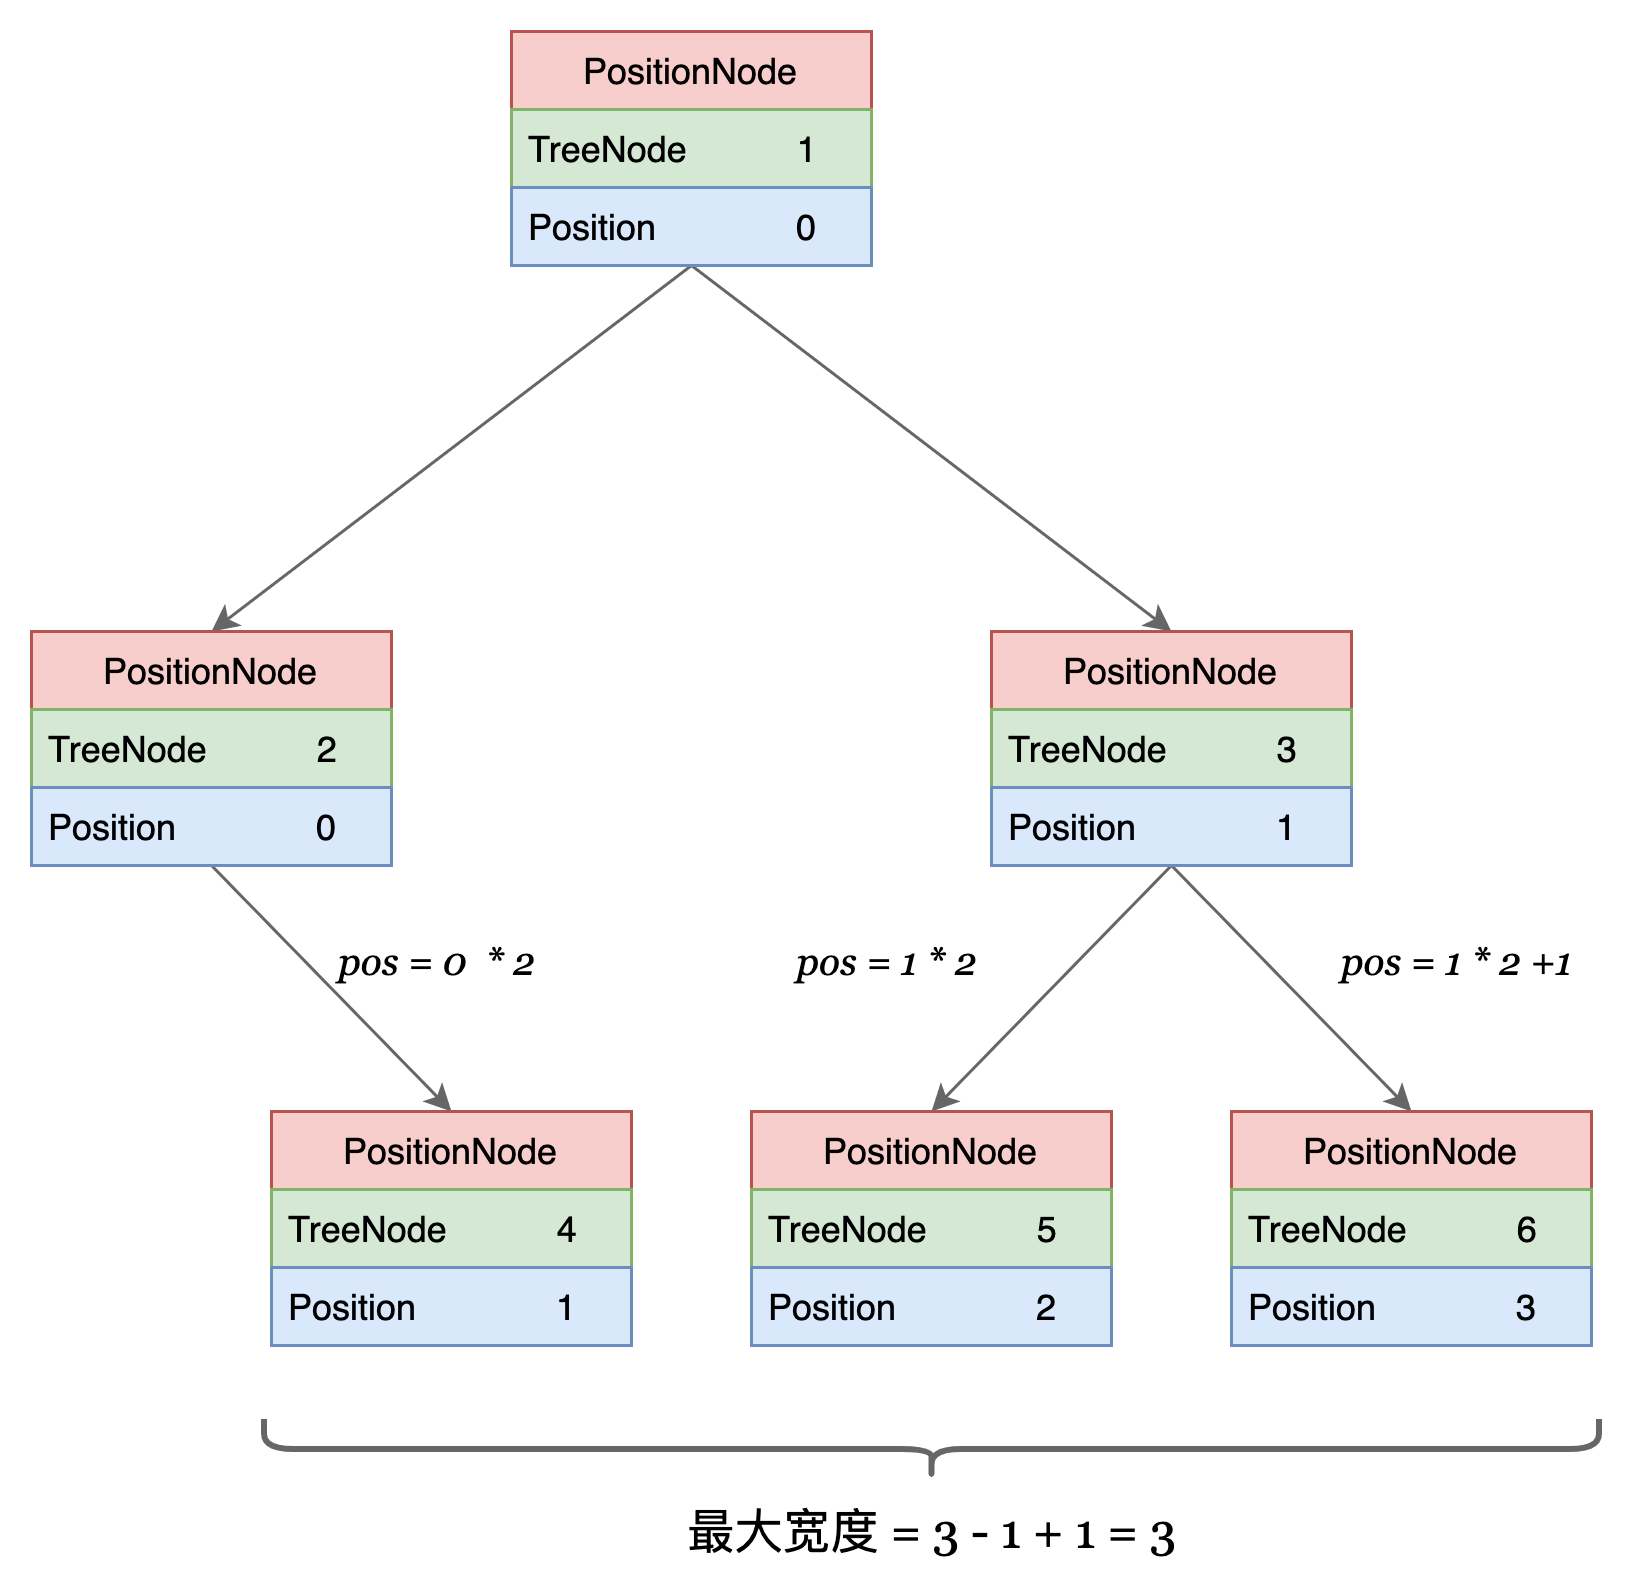 PositionNode
TreeNode 1
Position 0
PositionNode
TreeNode 2
Position 0
PositionNode
TreeNode 3
Position 1
pos = 0 * 2
pos = 1 * 2
pos = 1 * 2 +1
PositionNode
TreeNode 4
Position 1
PositionNode
TreeNode 5
Position 2
PositionNode
TreeNode 6
Position 3
最大宽度 = 3 - 1 + 1 = 3